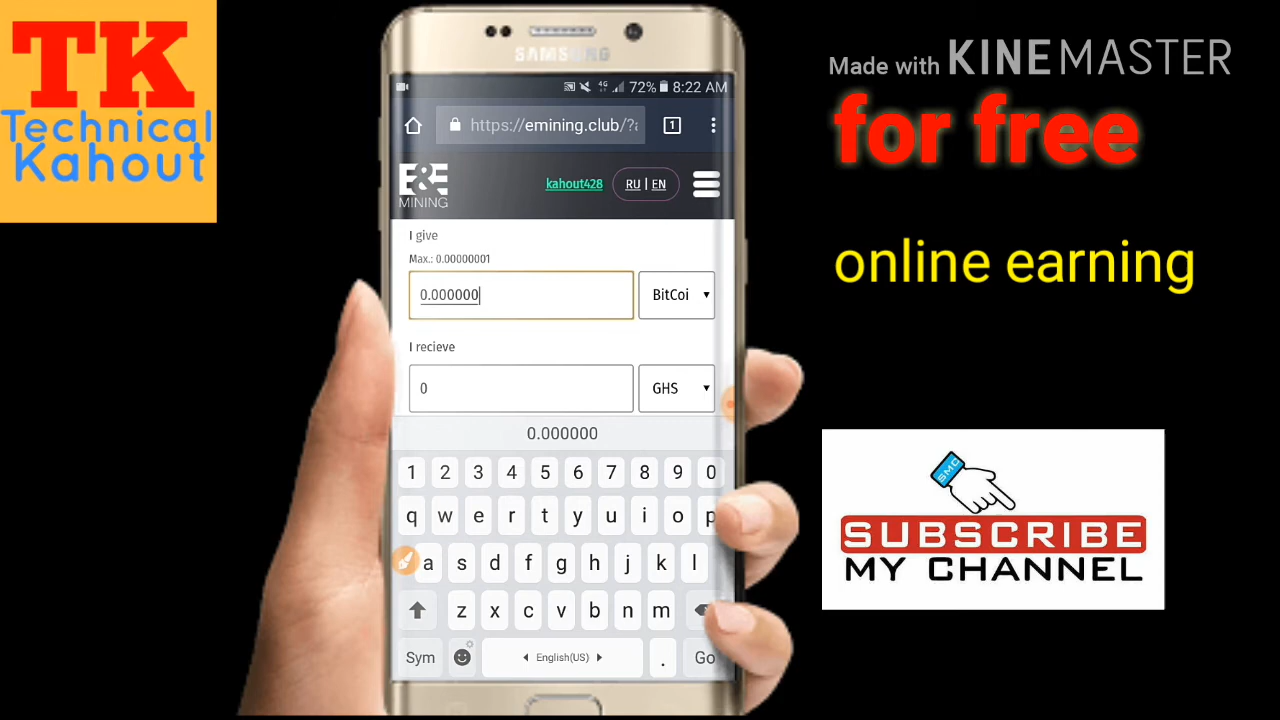 TK
Technical
Kahout
SAMSUNG
4G 72% 8:22 AM
https://emining.club/?a
1
E&E
MINING
kahout428
RU | EN
I give
Max.: 0.00000001
0.000000
BitCoi
I recieve
0
GHS
0.000000
1 2 3 4 5 6 7 8 9 0
q w e r t y u i o p
a s d f g h j k l
z x c v b n m
Sym English(US) . Go
Made with KINEMASTER
for free
online earning
SMC
SUBSCRIBE
MY CHANNEL